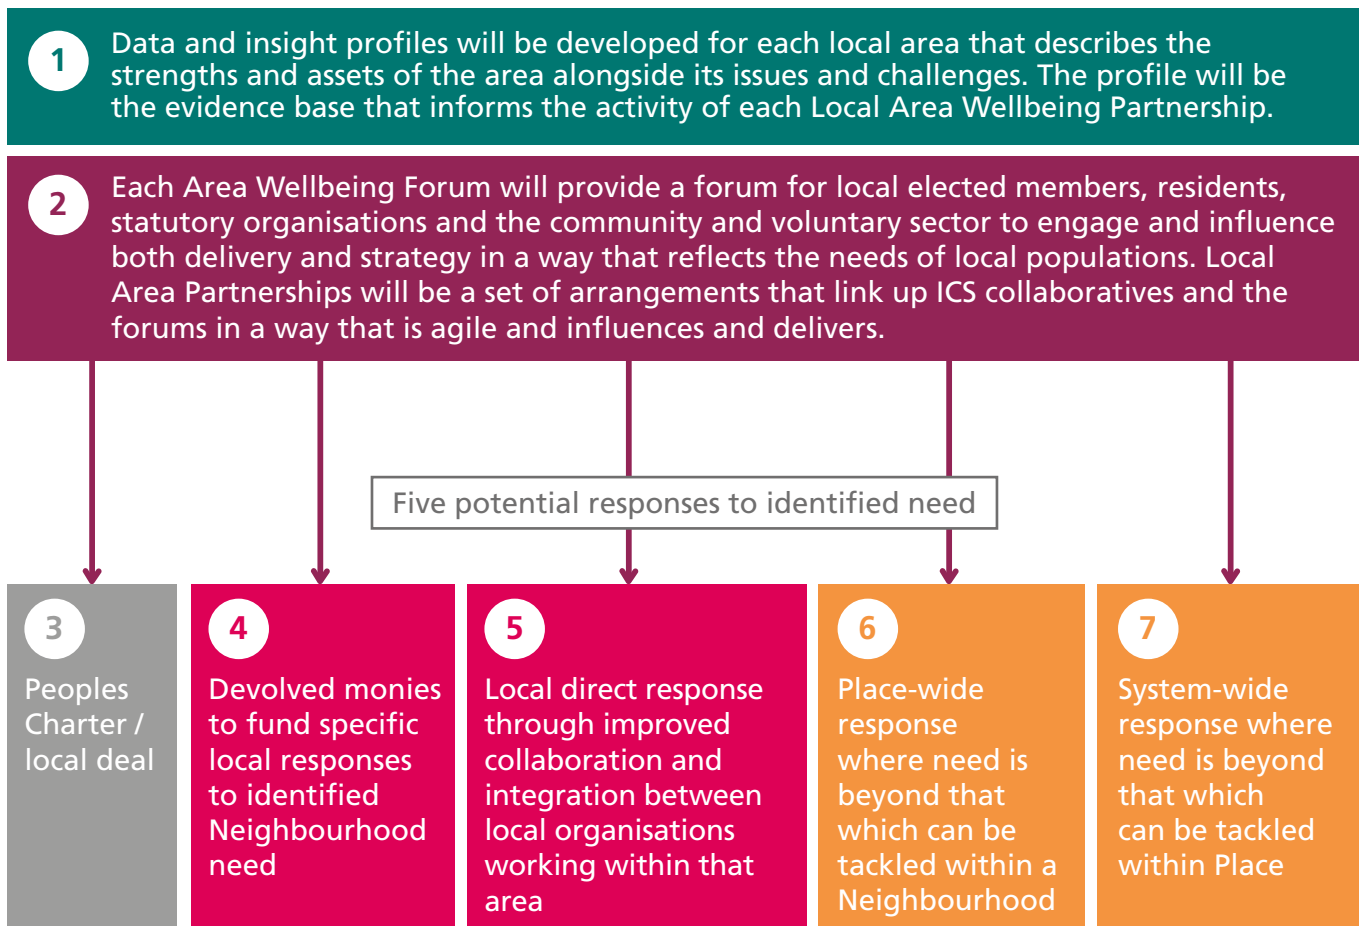 1
Data and insight profiles will be developed for each local area that describes the
strengths and assets of the area alongside its issues and challenges. The profile will be
the evidence base that informs the activity of each Local Area Wellbeing Partnership.
2
Each Area Wellbeing Forum will provide a forum for local elected members, residents,
statutory organisations and the community and voluntary sector to engage and influence
both delivery and strategy in a way that reflects the needs of local populations. Local
Area Partnerships will be a set of arrangements that link up ICS collaboratives and the
forums in a way that is agile and influences and delivers.
Five potential responses to identified need
3
Peoples
Charter /
local deal
4
Devolved monies
to fund specific
local responses
to identified
Neighbourhood
need
5
Local direct response
through improved
collaboration and
integration between
local organisations
working within that
area
6
Place-wide
response
where need is
beyond that
which can be
tackled within a
Neighbourhood
7
System-wide
response where
need is beyond
that which
can be tackled
within Place